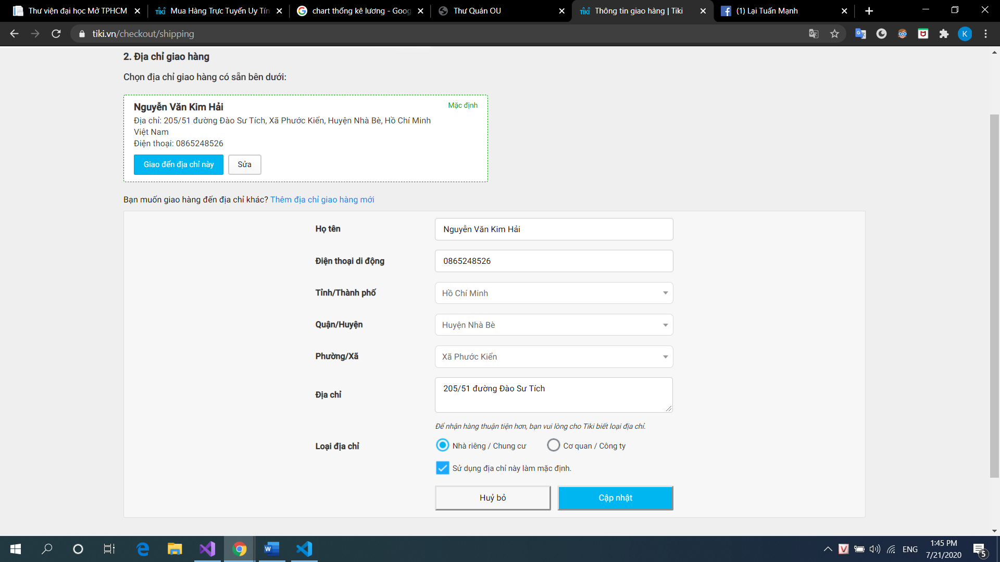 Thư viện đại học Mở TPHCM
TIKI Mua Hàng Trực Tuyến Uy Tín
chart thống kê lương - Goog
Thư Quán OU
TIKI Thông tin giao hàng | Tiki
(1) Lại Tuấn Mạnh
tiki.vn/checkout/shipping
K
2. Địa chỉ giao hàng
Chọn địa chỉ giao hàng có sẵn bên dưới:
Nguyễn Văn Kim Hải
Mặc định
Địa chỉ: 205/51 đường Đào Sư Tích, Xã Phước Kiển, Huyện Nhà Bè, Hồ Chí Minh
Việt Nam
Điện thoại: 0865248526
Giao đến địa chỉ này
Sửa
Bạn muốn giao hàng đến địa chỉ khác? Thêm địa chỉ giao hàng mới
Họ tên
Nguyễn Văn Kim Hải
Điện thoại di động
0865248526
Tỉnh/Thành phố
Hồ Chí Minh
Quận/Huyện
Huyện Nhà Bè
Phường/Xã
Xã Phước Kiển
Địa chỉ
205/51 đường Đào Sư Tích
Để nhận hàng thuận tiện hơn, bạn vui lòng cho Tiki biết loại địa chỉ.
Loại địa chỉ
Nhà riêng / Chung cư
Cơ quan / Công ty
Sử dụng địa chỉ này làm mặc định.
Huỷ bỏ
Cập nhật
ENG
1:45 PM
7/21/2020
5